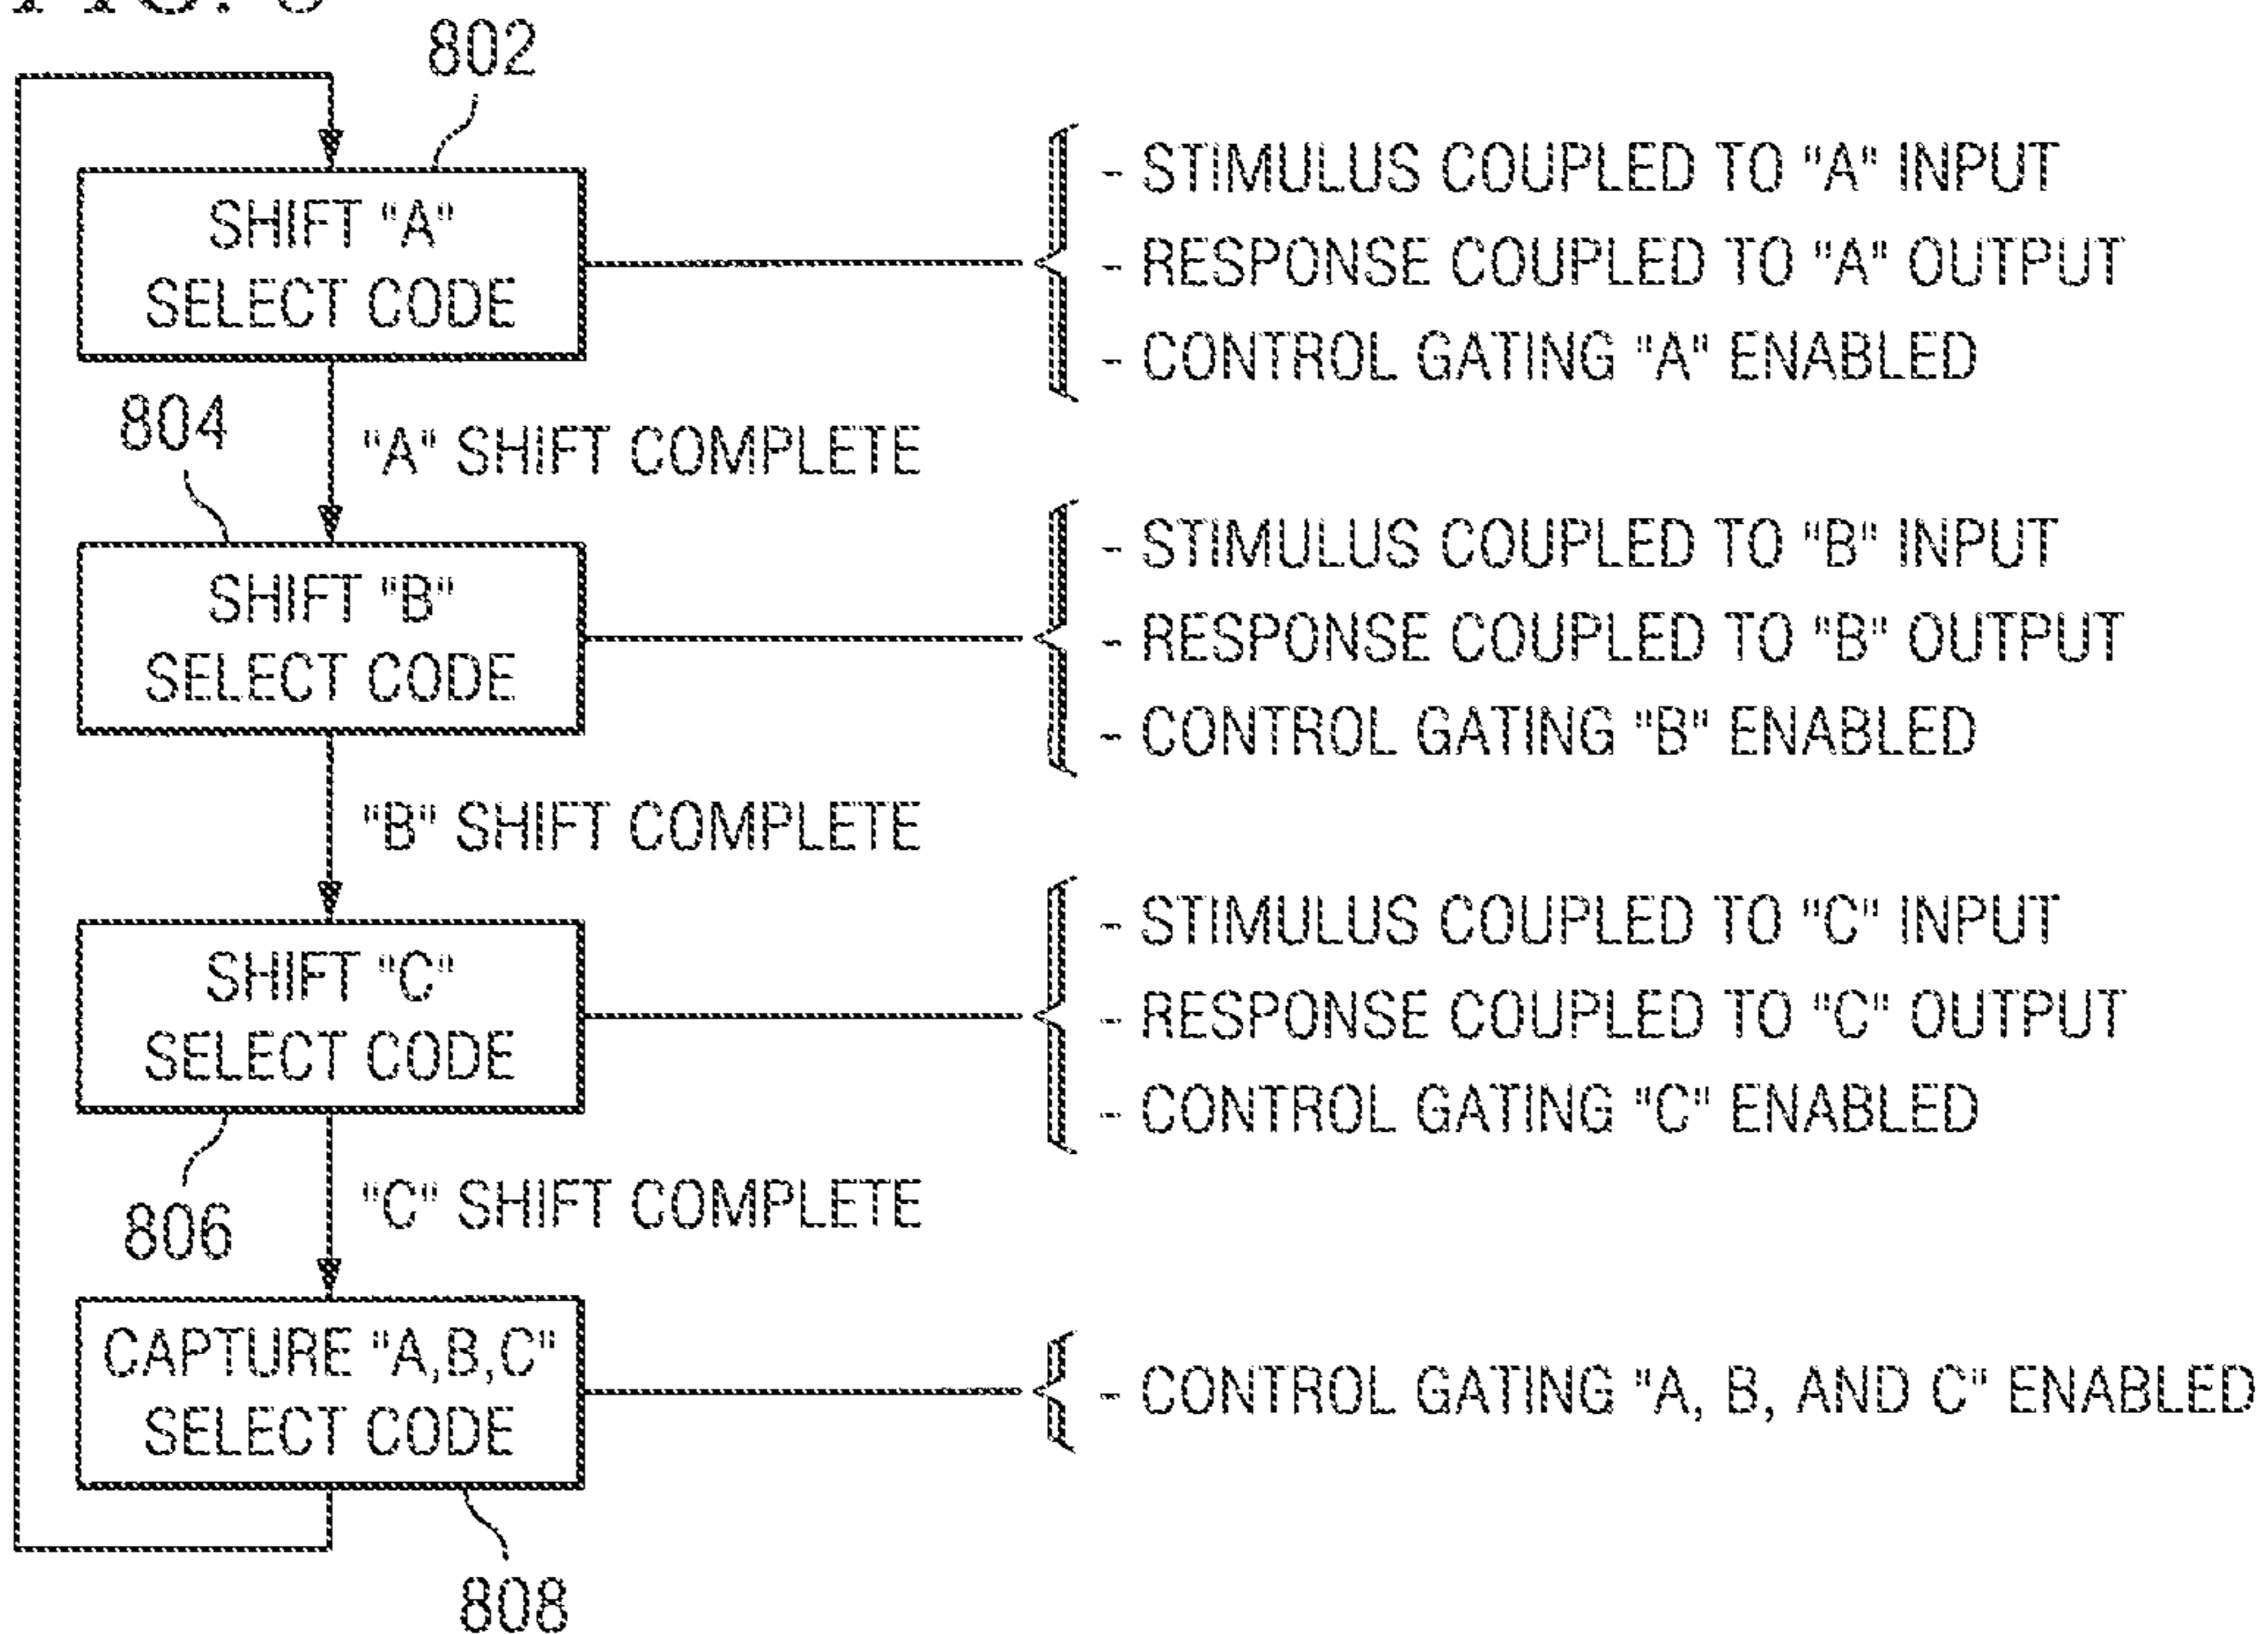 802
SHIFT "A"
SELECT CODE
- STIMULUS COUPLED TO "A" INPUT
- RESPONSE COUPLED TO "A" OUTPUT
- CONTROL GATING "A" ENABLED
804
"A" SHIFT COMPLETE
SHIFT "B"
SELECT CODE
- STIMULUS COUPLED TO "B" INPUT
- RESPONSE COUPLED TO "B" OUTPUT
- CONTROL GATING "B" ENABLED
"B" SHIFT COMPLETE
SHIFT "C"
SELECT CODE
- STIMULUS COUPLED TO "C" INPUT
- RESPONSE COUPLED TO "C" OUTPUT
- CONTROL GATING "C" ENABLED
806
"C" SHIFT COMPLETE
CAPTURE "A,B,C"
SELECT CODE
- CONTROL GATING "A, B, AND C" ENABLED
808